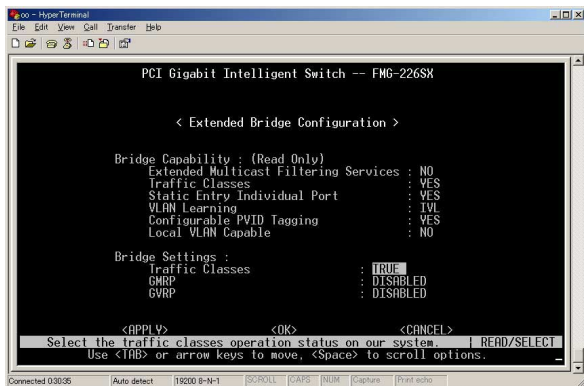 oo - HyperTerminal
File Edit View Call Transfer Help
PCI Gigabit Intelligent Switch -- FMG-226SX
< Extended Bridge Configuration >
Bridge Capability : (Read Only)
Extended Multicast Filtering Services : NO
Traffic Classes : YES
Static Entry Individual Port : YES
VLAN Learning : IVL
Configurable PVID Tagging : YES
Local VLAN Capable : NO
Bridge Settings :
Traffic Classes : TRUE
GMRP : DISABLED
GVRP : DISABLED
<APPLY> <OK> <CANCEL>
Select the traffic classes operation status on our system. | READ/SELECT
Use <TAB> or arrow keys to move, <Space> to scroll options.
Connected 0:30:35 Auto detect 19200 8-N-1 SCROLL CAPS NUM Capture Print echo